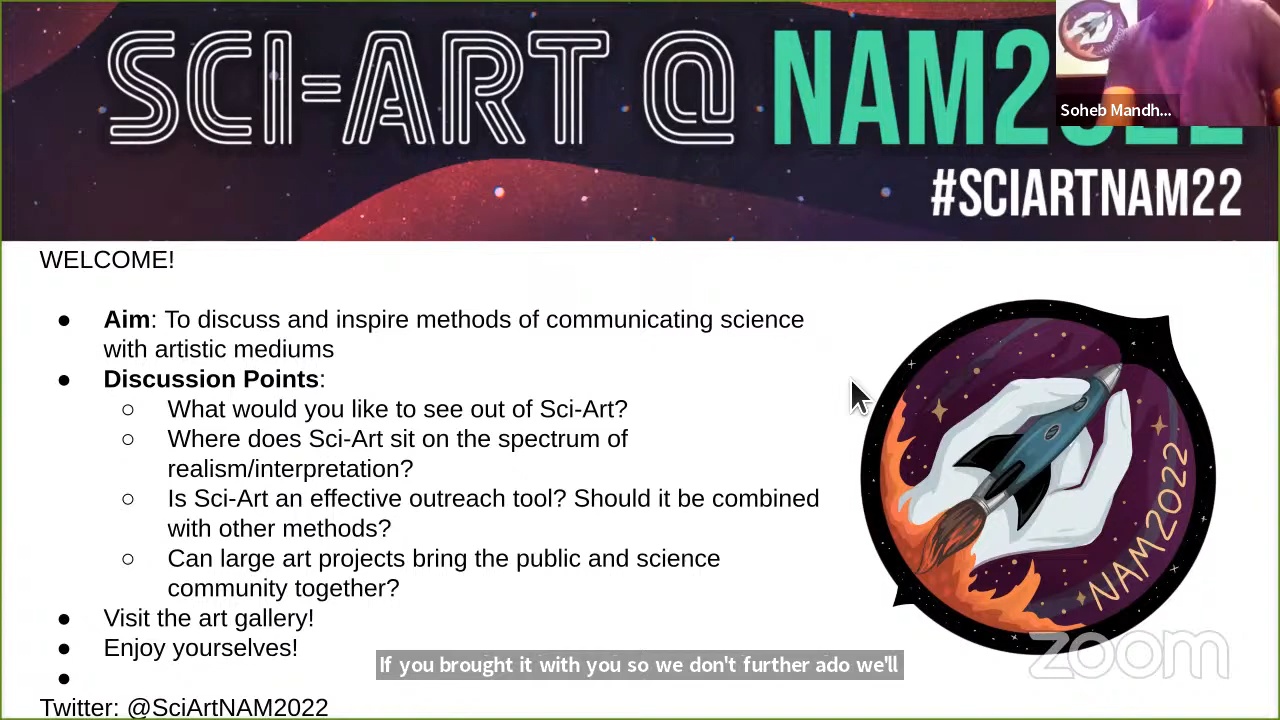 SCI-ART @ NAM2022
Soheb Mandh...
#SCIARTNAM22
WELCOME!
● Aim: To discuss and inspire methods of communicating science
with artistic mediums
● Discussion Points:
○ What would you like to see out of Sci-Art?
○ Where does Sci-Art sit on the spectrum of
realism/interpretation?
○ Is Sci-Art an effective outreach tool? Should it be combined
with other methods?
○ Can large art projects bring the public and science
community together?
● Visit the art gallery!
● Enjoy yourselves!
●
Twitter: @SciArtNAM2022
NAM2022
zoom
If you brought it with you so we don't further ado we'll